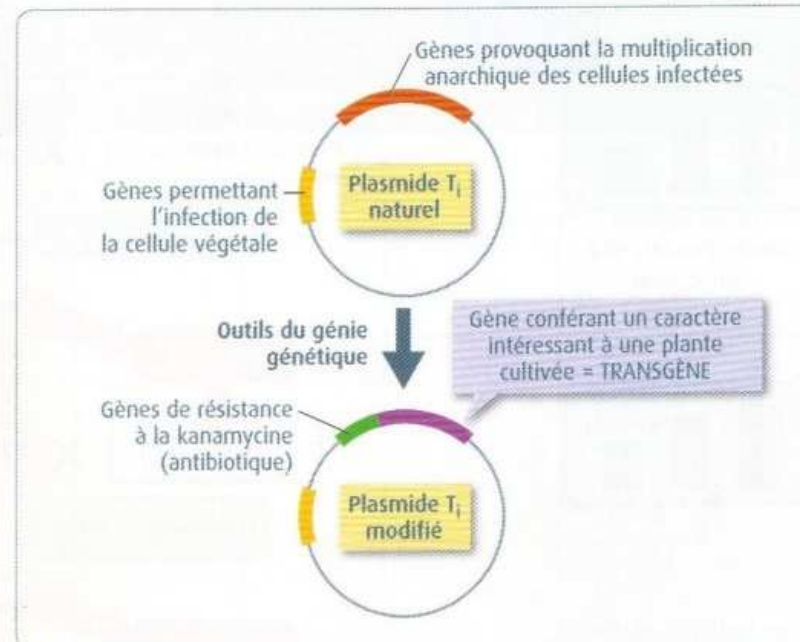 Gènes provoquant la multiplication
anarchique des cellules infectées
Plasmide Ti
naturel
Gènes permettant
l'infection de
la cellule végétale
Outils du génie
génétique
Gène conférant un caractère
intéressant à une plante
cultivée = TRANSGÈNE
Gènes de résistance
à la kanamycine
(antibiotique)
Plasmide Ti
modifié